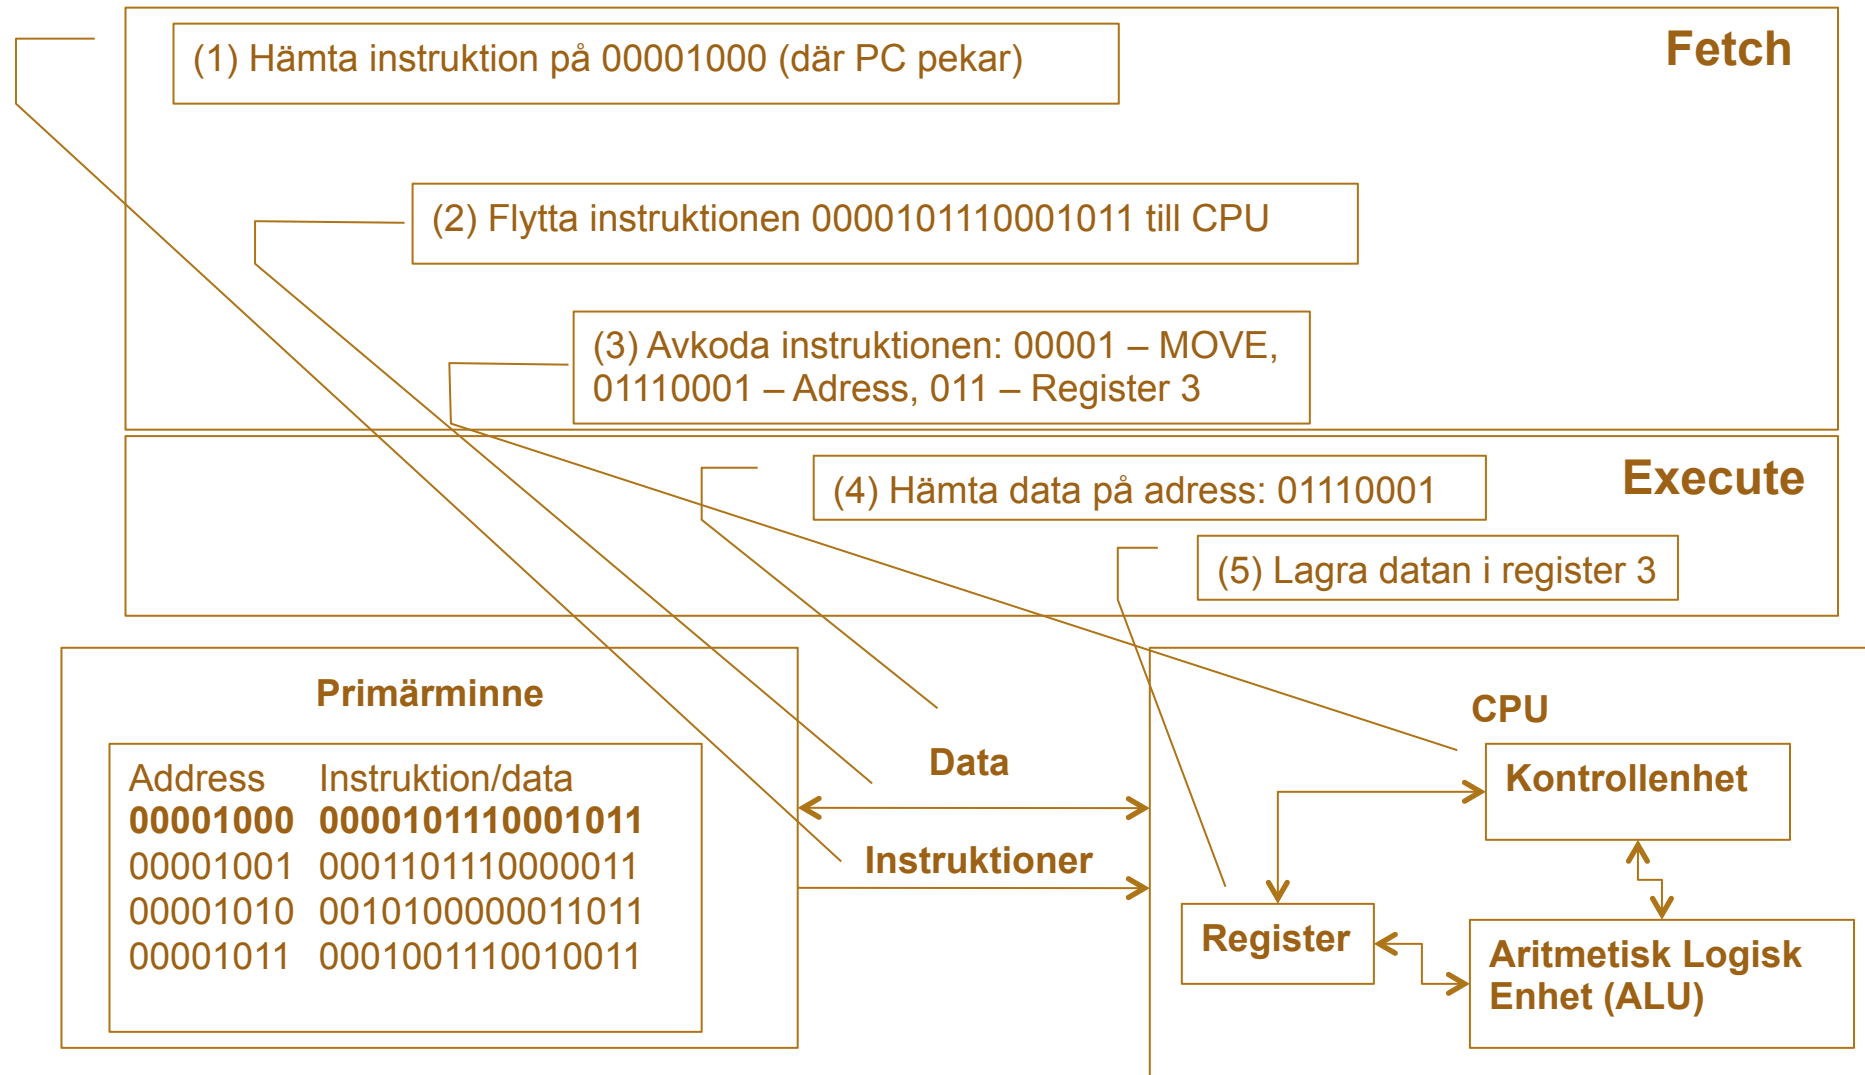 Fetch
(1) Hämta instruktion på 00001000 (där PC pekar)
(2) Flytta instruktionen 0000101110001011 till CPU
(3) Avkoda instruktionen: 00001 – MOVE,
01110001 – Adress, 011 – Register 3
Execute
(4) Hämta data på adress: 01110001
(5) Lagra datan i register 3
Primärminne
Address Instruktion/data
00001000 0000101110001011
00001001 0001101110000011
00001010 0010100000011011
00001011 0001001110010011
Data
Instruktioner
CPU
Kontrollenhet
Register
Aritmetisk Logisk
Enhet (ALU)